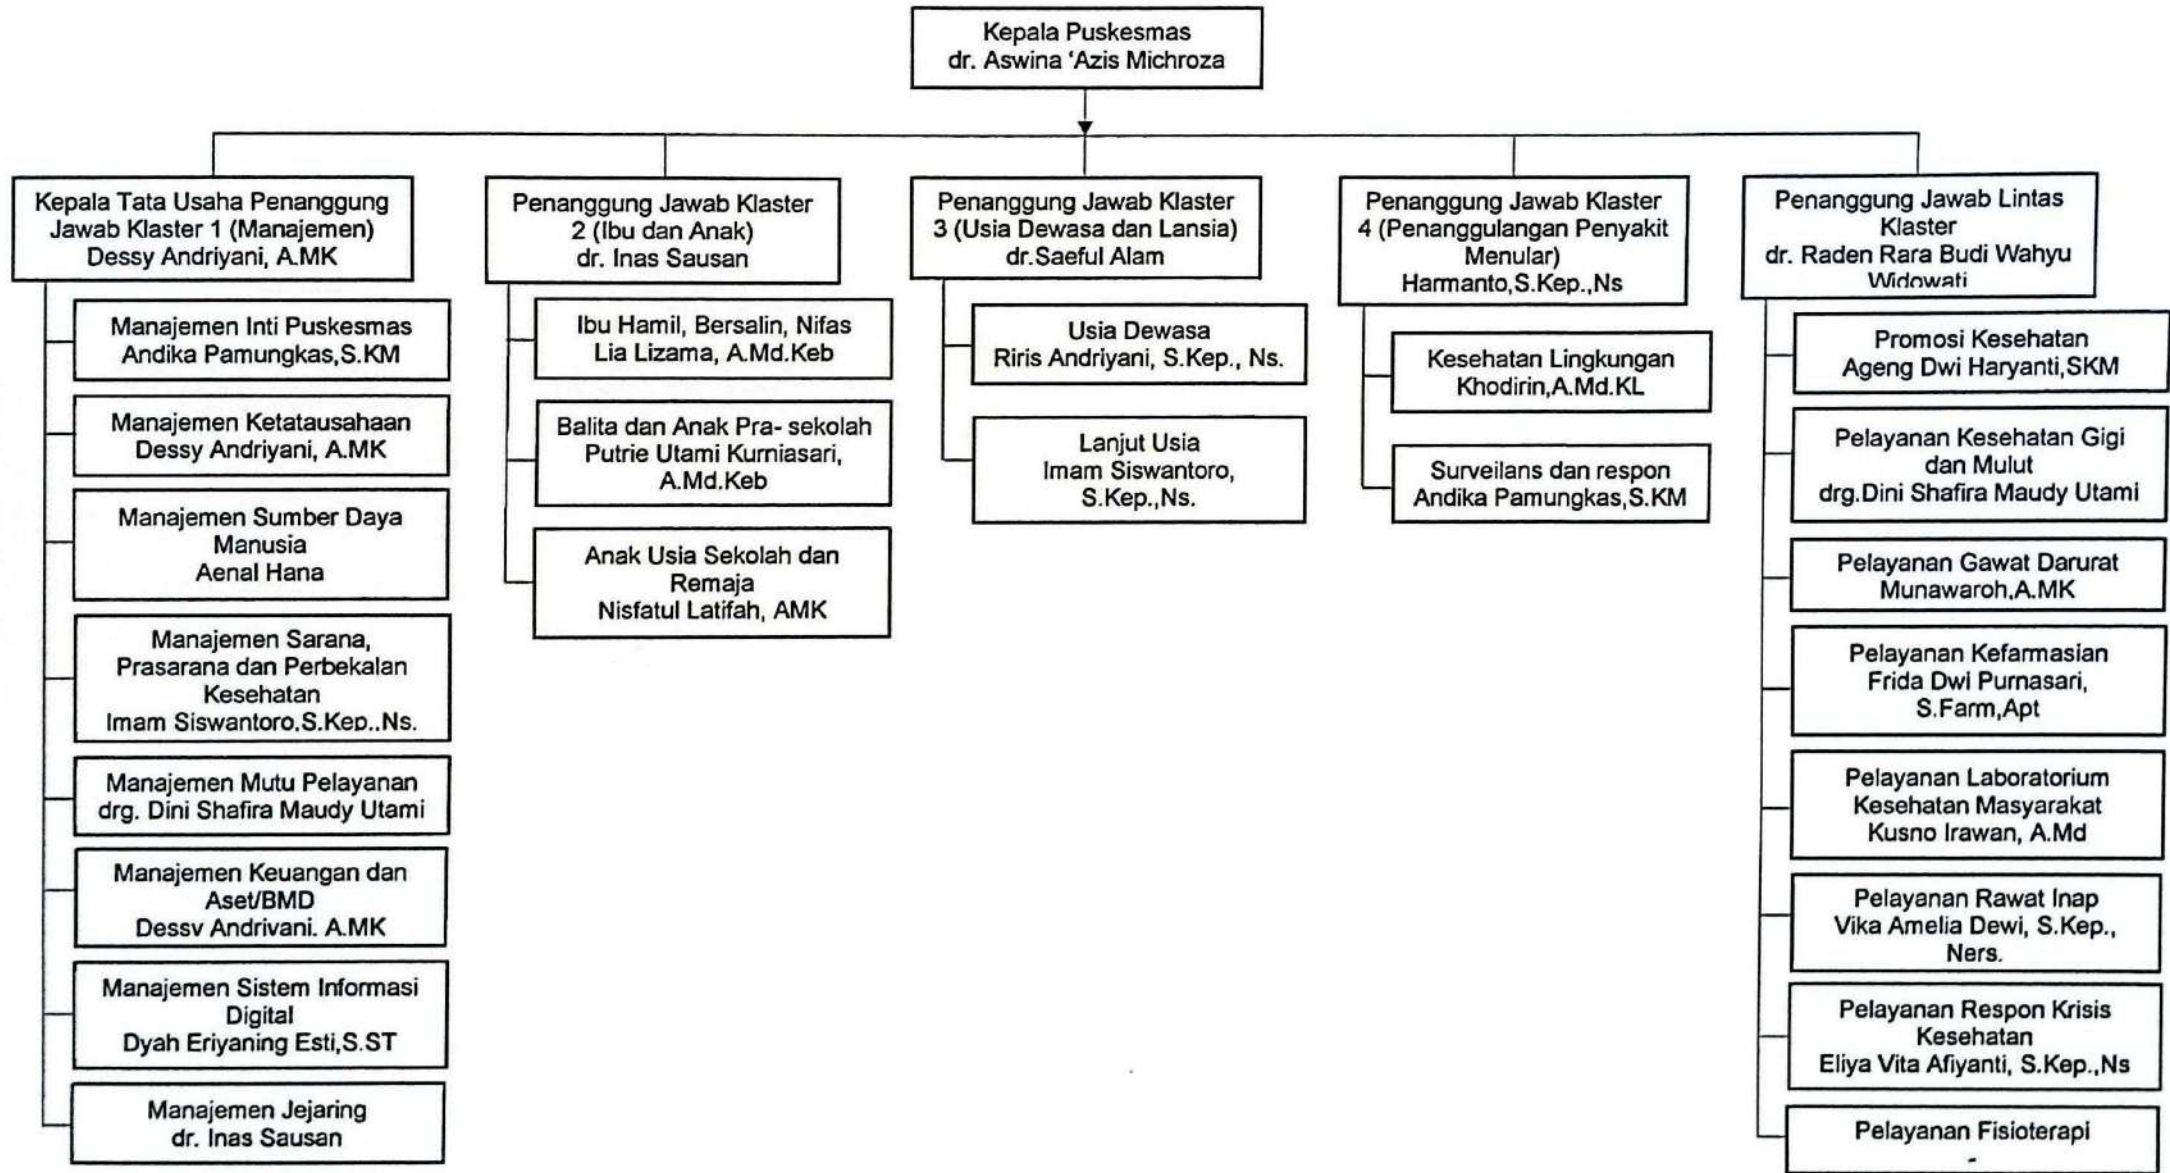 Kepala Puskesmas
dr. Aswina 'Azis Michroza
Kepala Tata Usaha Penanggung
Jawab Klaster 1 (Manajemen)
Dessy Andriyani, A.MK
Manajemen Inti Puskesmas
Andika Pamungkas,S.KM
Manajemen Ketatausahaan
Dessy Andriyani, A.MK
Manajemen Sumber Daya
Manusia
Aenal Hana
Manajemen Sarana,
Prasarana dan Perbekalan
Kesehatan
Imam Siswantoro,S.Kep.,Ns.
Manajemen Mutu Pelayanan
drg. Dini Shafira Maudy Utami
Manajemen Keuangan dan
Aset/BMD
Dessy Andriyani. A.MK
Manajemen Sistem Informasi
Digital
Dyah Eriyaning Esti,S.ST
Manajemen Jejaring
dr. Inas Sausan
Penanggung Jawab Klaster
2 (Ibu dan Anak)
dr. Inas Sausan
Ibu Hamil, Bersalin, Nifas
Lia Lizama, A.Md.Keb
Balita dan Anak Pra- sekolah
Putrie Utami Kurniasari,
A.Md.Keb
Anak Usia Sekolah dan
Remaja
Nisfatul Latifah, AMK
Penanggung Jawab Klaster
3 (Usia Dewasa dan Lansia)
dr.Saeful Alam
Usia Dewasa
Riris Andriyani, S.Kep., Ns.
Lanjut Usia
Imam Siswantoro,
S.Kep.,Ns.
Penanggung Jawab Klaster
4 (Penanggulangan Penyakit
Menular)
Harmanto,S.Kep.,Ns
Kesehatan Lingkungan
Khodirin,A.Md.KL
Surveilans dan respon
Andika Pamungkas,S.KM
Penanggung Jawab Lintas
Klaster
dr. Raden Rara Budi Wahyu
Widowati
Promosi Kesehatan
Ageng Dwi Haryanti,SKM
Pelayanan Kesehatan Gigi
dan Mulut
drg.Dini Shafira Maudy Utami
Pelayanan Gawat Darurat
Munawaroh,A.MK
Pelayanan Kefarmasian
Frida Dwi Purnasari,
S.Farm,Apt
Pelayanan Laboratorium
Kesehatan Masyarakat
Kusno Irawan, A.Md
Pelayanan Rawat Inap
Vika Amelia Dewi, S.Kep.,
Ners.
Pelayanan Respon Krisis
Kesehatan
Eliya Vita Afiyanti, S.Kep.,Ns
Pelayanan Fisioterapi
-